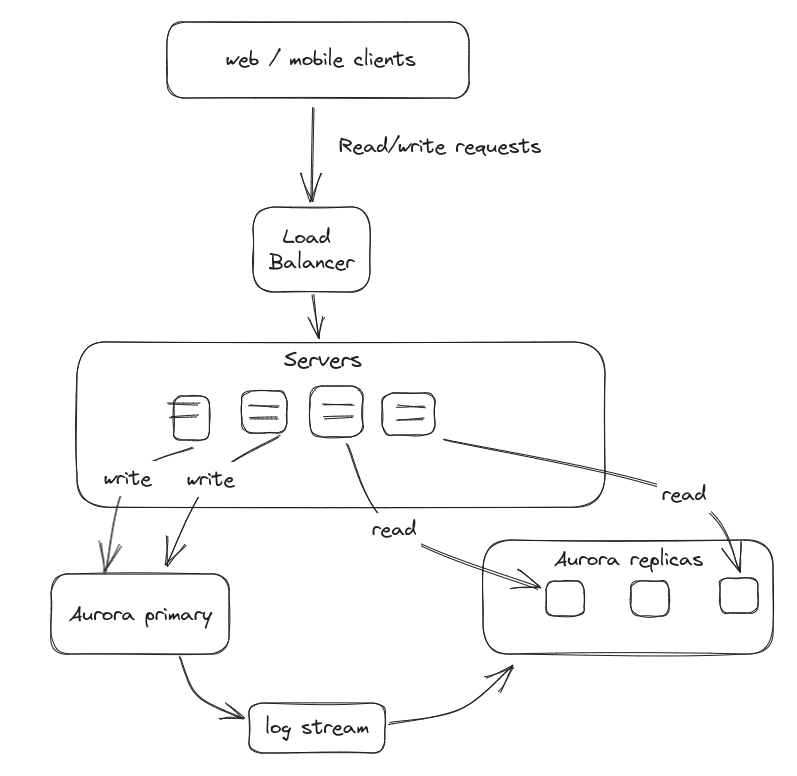 web / mobile clients
Read/write requests
Load
Balancer
Servers
write
write
read
read
Aurora primary
Aurora replicas
log stream